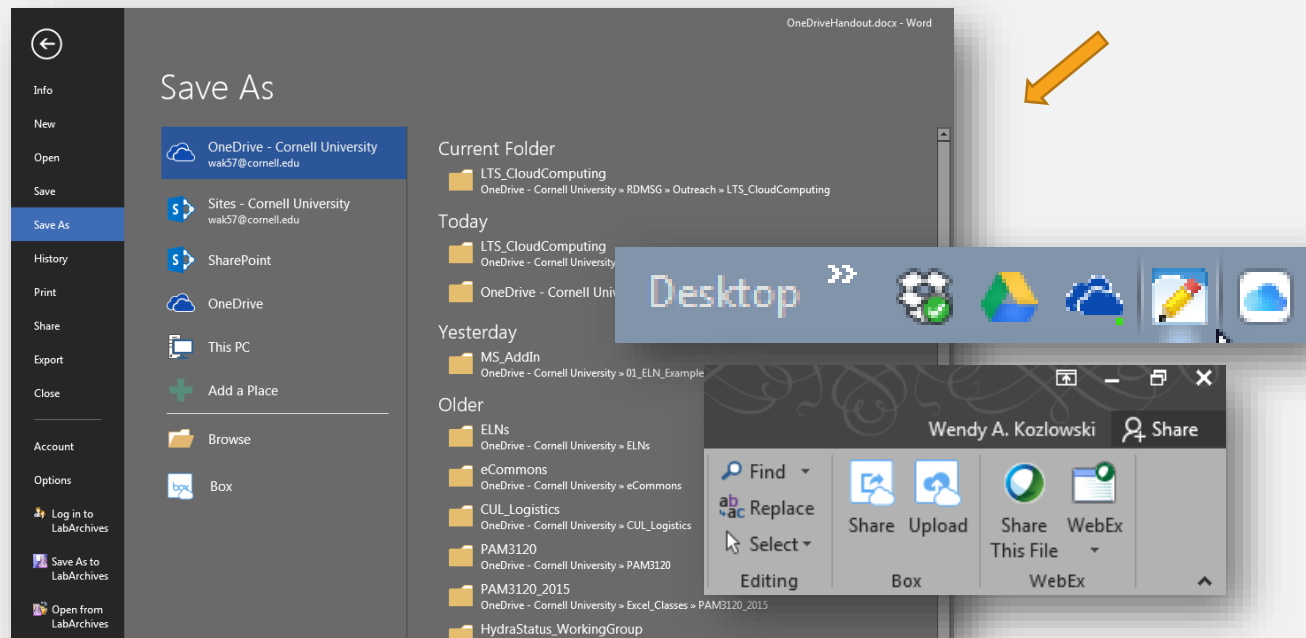 OneDriveHandout.docx - Word
Info
New
Open
Save
Save As
History
Print
Share
Export
Close
Account
Options
Log in to
LabArchives
Save As to
LabArchives
Open from
LabArchives
Save As
OneDrive - Cornell University
wak57@cornell.edu
Sites - Cornell University
wak57@cornell.edu
SharePoint
OneDrive
This PC
Add a Place
Browse
box
Box
Current Folder
LTS_CloudComputing
OneDrive - Cornell University » RDMSG » Outreach » LTS_CloudComputing
Today
LTS_CloudComputing
OneDrive - Cornell University
OneDrive - Cornell Uni
Yesterday
MS_AddIn
OneDrive - Cornell University » 01_ELN_Example
Older
ELNs
OneDrive - Cornell University » ELNs
eCommons
OneDrive - Cornell University » eCommons
CUL_Logistics
OneDrive - Cornell University » CUL_Logistics
PAM3120
OneDrive - Cornell University » PAM3120
PAM3120_2015
OneDrive - Cornell University » Excel_Classes » PAM3120_2015
HydraStatus_WorkingGroup
Desktop »
Wendy A. Kozlowski Share
Find
Replace
Select
Editing
Share Upload
Box
Share
This File
WebEx
WebEx